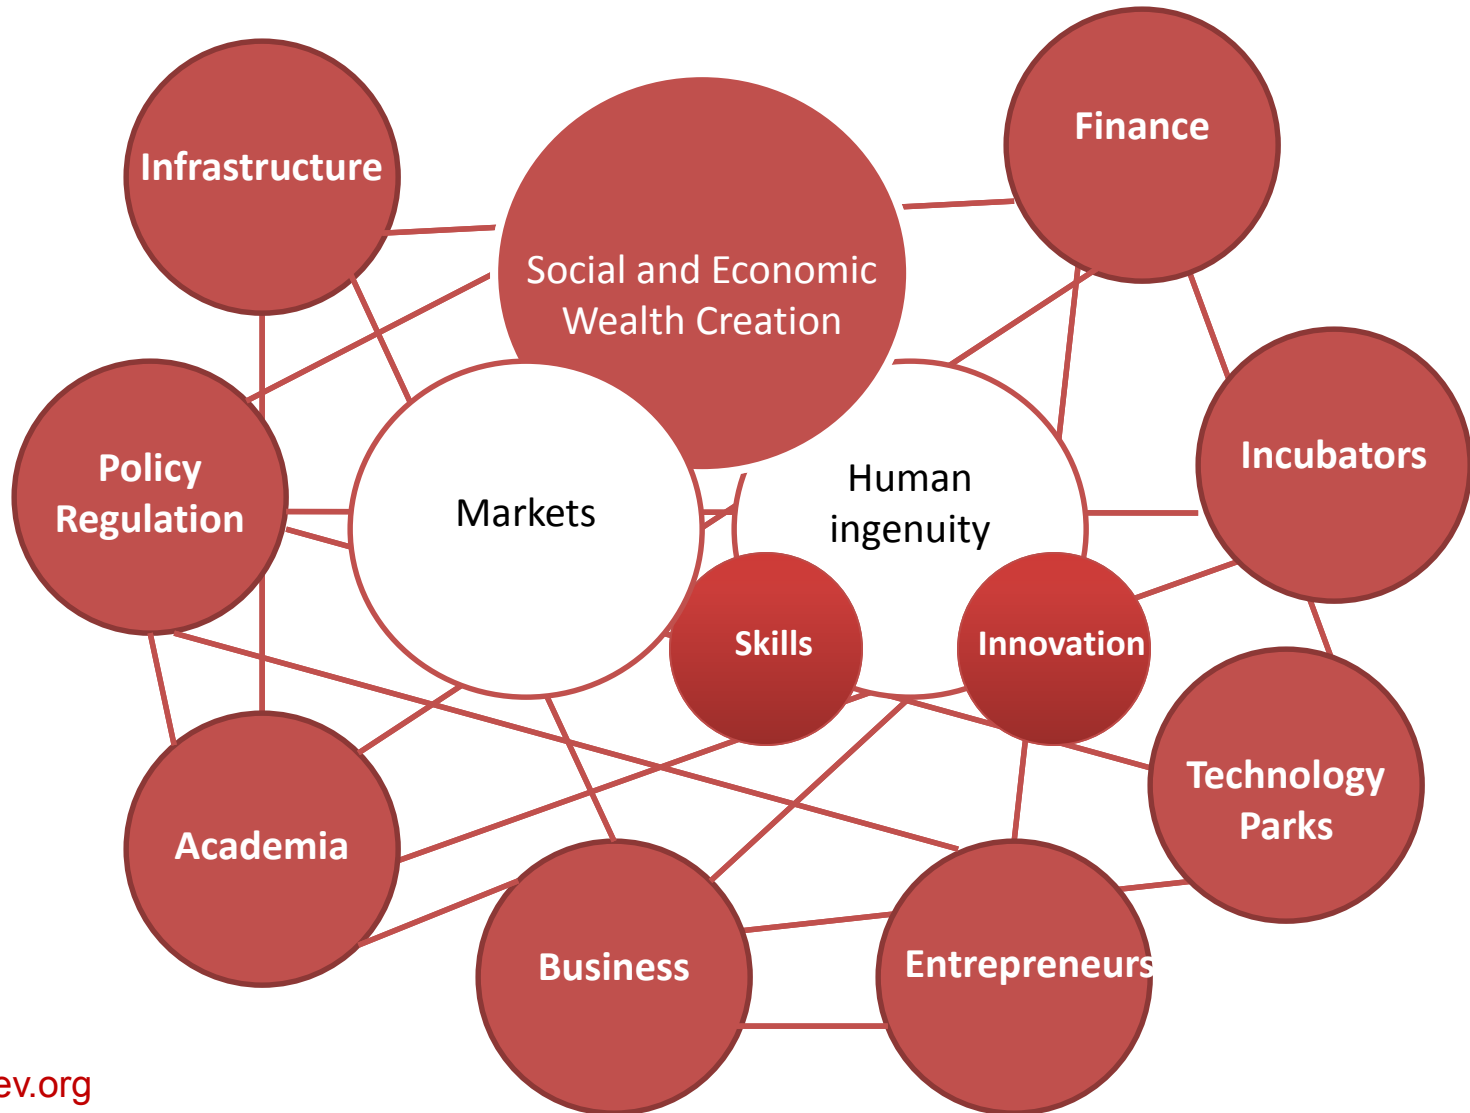 Finance
Infrastructure
Social and Economic
Wealth Creation
Incubators
Policy
Regulation
Markets
Human
ingenuity
Skills
Innovation
Technology
Parks
Academia
Business
Entrepreneurs
ev.org